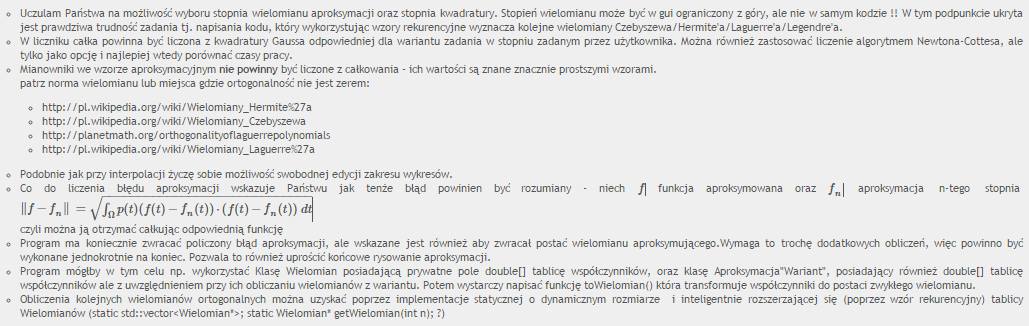 Uczulam Państwa na możliwość wyboru stopnia wielomianu aproksymacji oraz stopnia kwadratury. Stopień wielomianu może być w gui ograniczony z góry, ale nie w samym kodzie !! W tym podpunkcie ukryta
jest prawdziwa trudność zadania tj. napisania kodu, który wykorzystując wzory rekurencyjne wyznacza kolejne wielomiany Czebyszewa/Hermite'a/Laguerre'a/Legendre'a.
W liczniku całka powinna być liczona z kwadratury Gaussa odpowiedniej dla wariantu zadania w stopniu zadanym przez użytkownika. Można również zastosować liczenie algorytmem Newtona-Cottesa, ale
tylko jako opcję i najlepiej wtedy porównać czasy pracy.
Mianowniki we wzorze aproksymacyjnym nie powinny być liczone z całkowania - ich wartości są znane znacznie prostszymi wzorami.
patrz norma wielomianu lub miejsca gdzie ortogonalność nie jest zerem:
http://pl.wikipedia.org/wiki/Wielomiany_Hermite%27a
http://pl.wikipedia.org/wiki/Wielomiany_Czebyszewa
http://planetmath.org/orthogonalityoflaguerrepolynomials
http://pl.wikipedia.org/wiki/Wielomiany_Laguerre%27a
Podobnie jak przy interpolacji życzę sobie możliwość swobodnej edycji zakresu wykresów.
Co do liczenia błędu aproksymacji wskazuje Państwu jak tenże błąd powinien być rozumiany - niech f| funkcja aproksymowana oraz fₙ| aproksymacja n-tego stopnia
‖f − fₙ‖ = √∫_Ω p(t)(f(t) − fₙ(t)) · (f(t) − fₙ(t)) dt|
czyli można ją otrzymać całkując odpowiednią funkcję
Program ma koniecznie zwracać policzony błąd aproksymacji, ale wskazane jest również aby zwracał postać wielomianu aproksymującego.Wymaga to trochę dodatkowych obliczeń, więc powinno być
wykonane jednokrotnie na koniec. Pozwala to również uprościć końcowe rysowanie aproksymacji.
Program mógłby w tym celu np. wykorzystać Klasę Wielomian posiadającą prywatne pole double[] tablicę współczynników, oraz klasę Aproksymacja"Wariant", posiadający również double[] tablicę
współczynników ale z uwzględnieniem przy ich obliczaniu wielomianów z wariantu. Potem wystarczy napisać funkcję toWielomian() która transformuje współczynniki do postaci zwykłego wielomianu.
Obliczenia kolejnych wielomianów ortogonalnych można uzyskać poprzez implementacje statycznej o dynamicznym rozmiarze i inteligentnie rozszerzającej się (poprzez wzór rekurencyjny) tablicy
Wielomianów (static std::vector<Wielomian*>; static Wielomian* getWielomian(int n); ?)